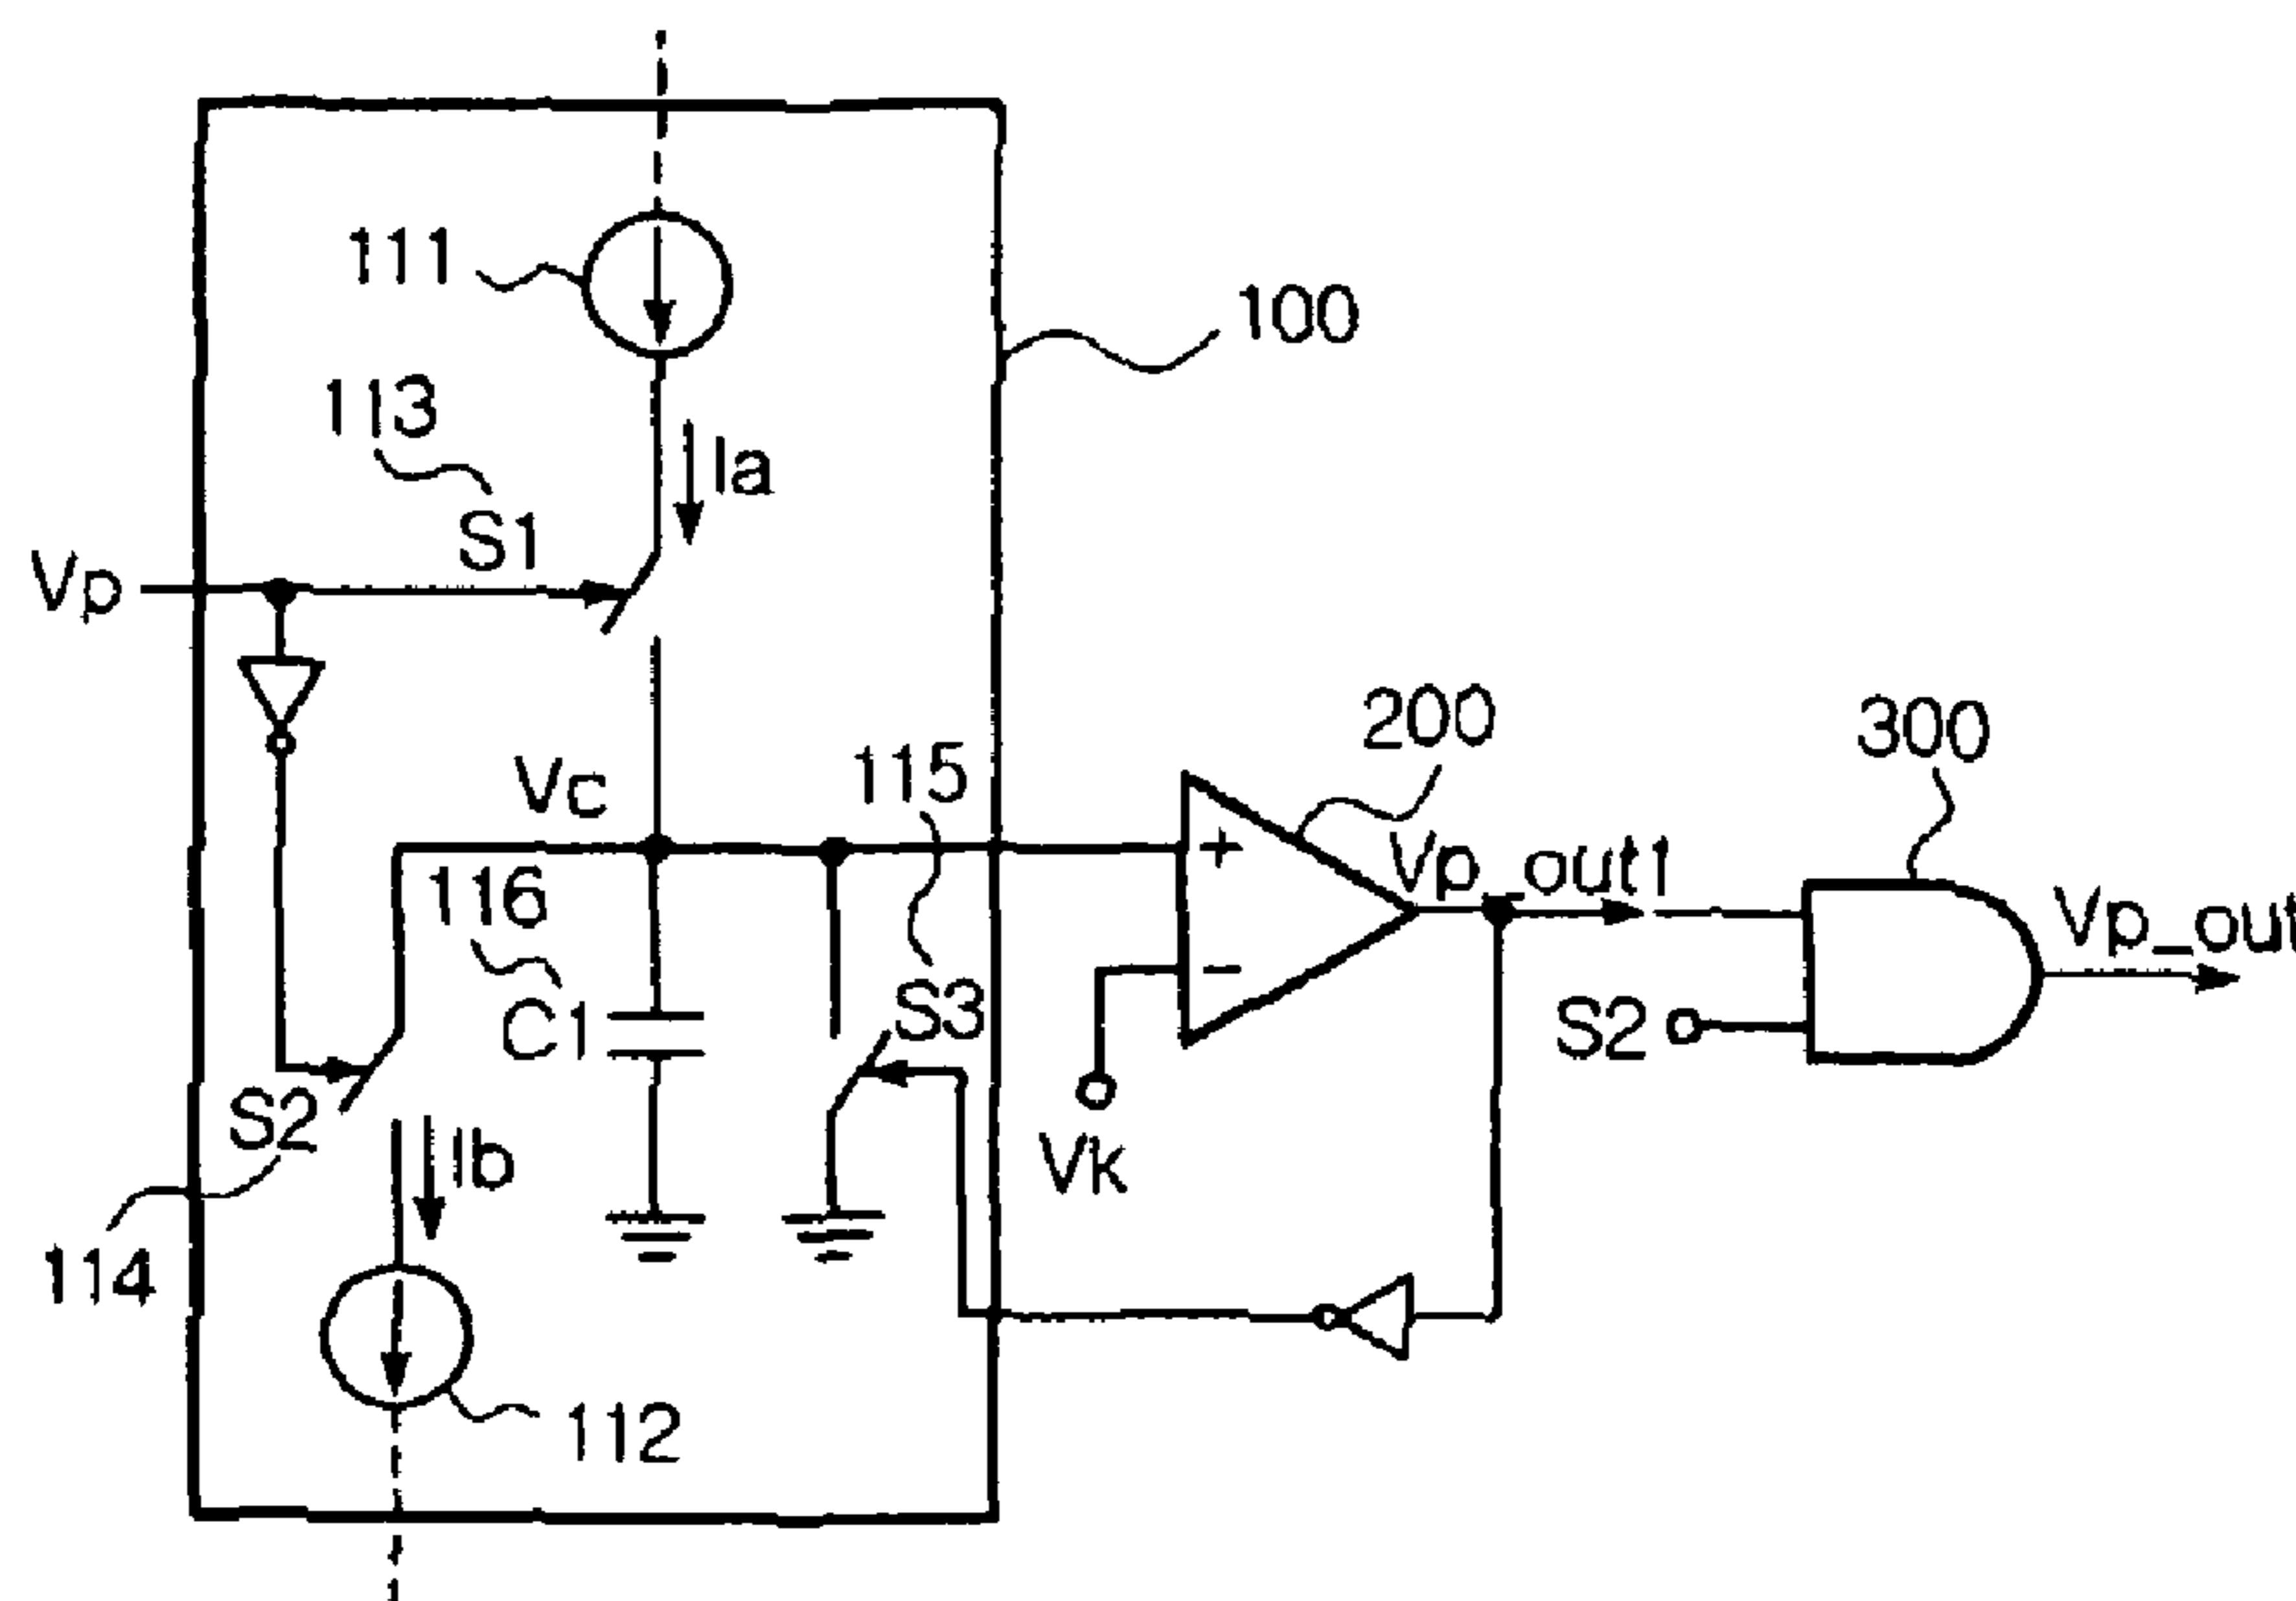 111
100
113
Ia
S1
Vp
200
300
Vc
115
Vp_out1
116
Vp_out
C1
S3
+
-
S2
S2
Vk
Ib
114
112